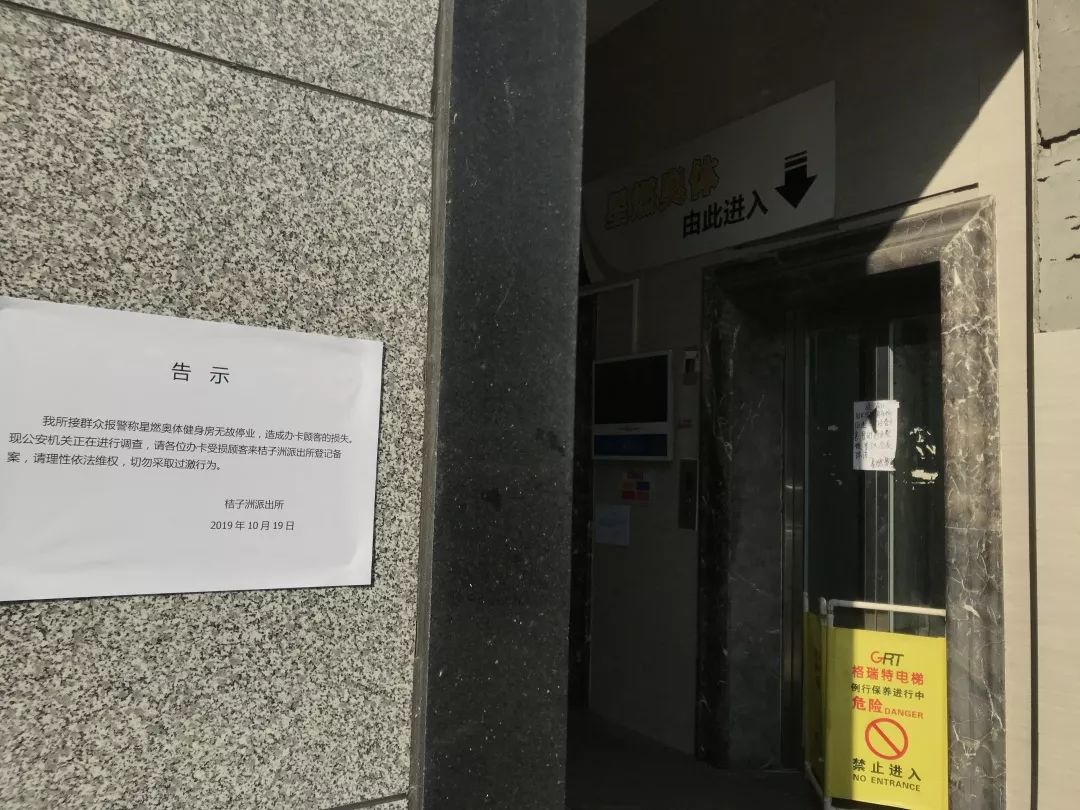 告 示
我所接群众报警称星燃奥体健身房无故停业，造成办卡顾客的损失。
现公安机关正在进行调查，请各位办卡受损顾客来桔子洲派出所登记备
案，请理性依法维权，切勿采取过激行为。
桔子洲派出所
2019 年 10 月 19 日
星燃奥体
由此进入
GRT
格瑞特电梯
例行保养进行中
危险 DANGER
禁止进入
NO ENTRANCE